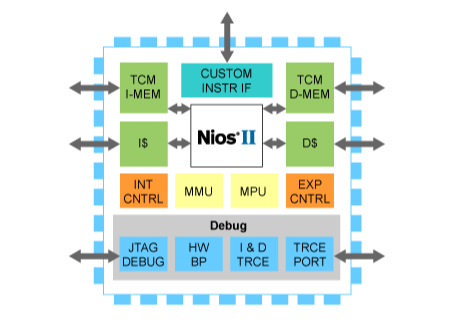 TCM
I-MEM
CUSTOM
INSTR IF
TCM
D-MEM
I$
Nios® II
D$
INT
CNTRL
MMU
MPU
EXP
CNTRL
Debug
JTAG
DEBUG
HW
BP
I & D
TRCE
TRCE
PORT